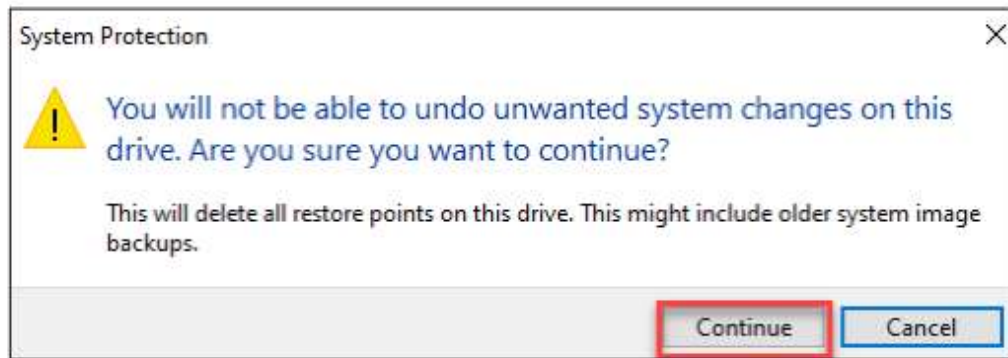 System Protection
You will not be able to undo unwanted system changes on this
drive. Are you sure you want to continue?
This will delete all restore points on this drive. This might include older system image
backups.
Continue
Cancel